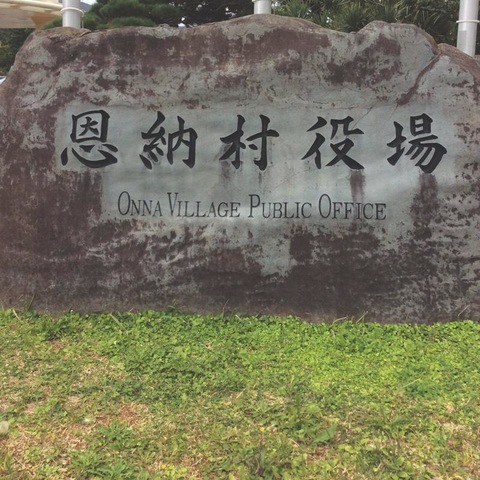 恩納村役場
ONNA VILLAGE PUBLIC OFFICE